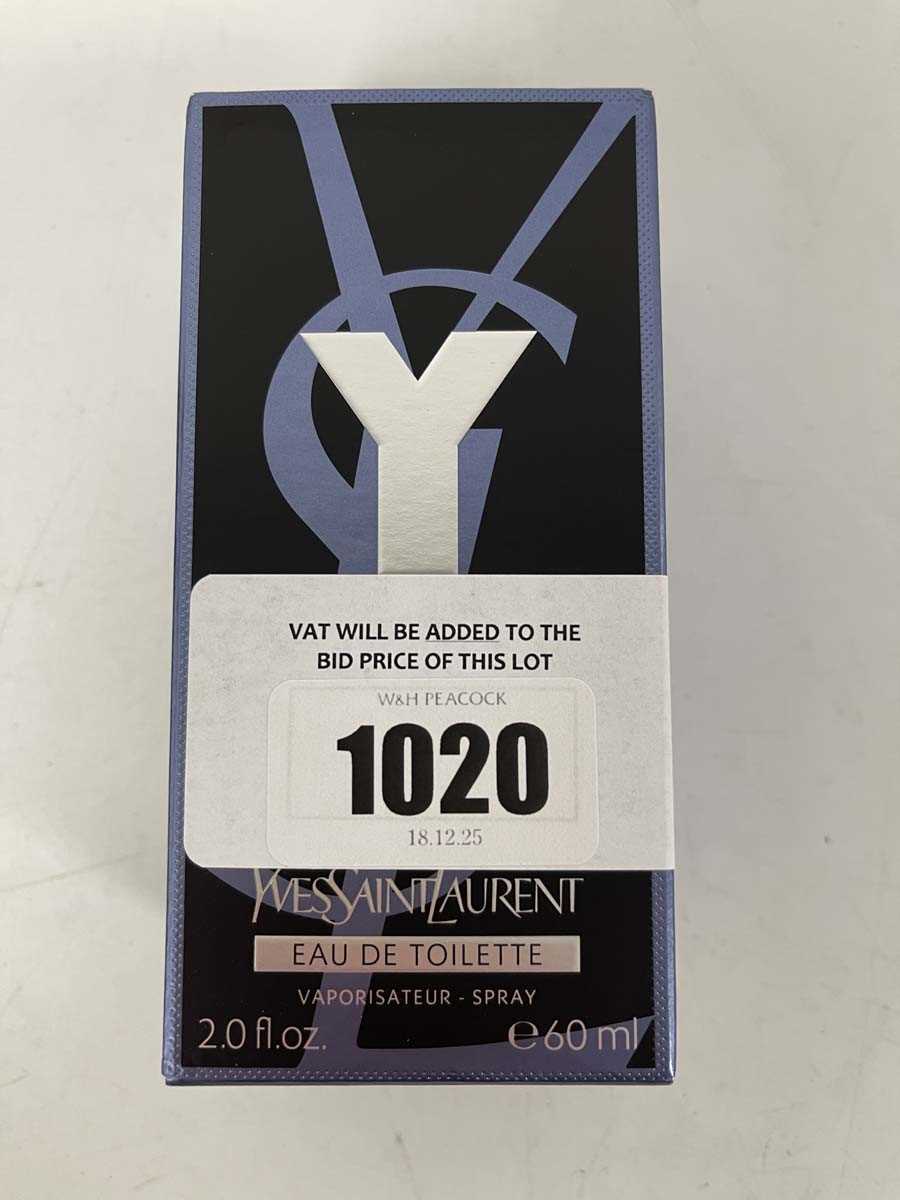 Y
VAT WILL BE ADDED TO THE
BID PRICE OF THIS LOT
W&H PEACOCK
1020
18.12.25
YVESSAINTLAURENT
EAU DE TOILETTE
VAPORISATEUR - SPRAY
2.0 fl.oz. ℮60 ml